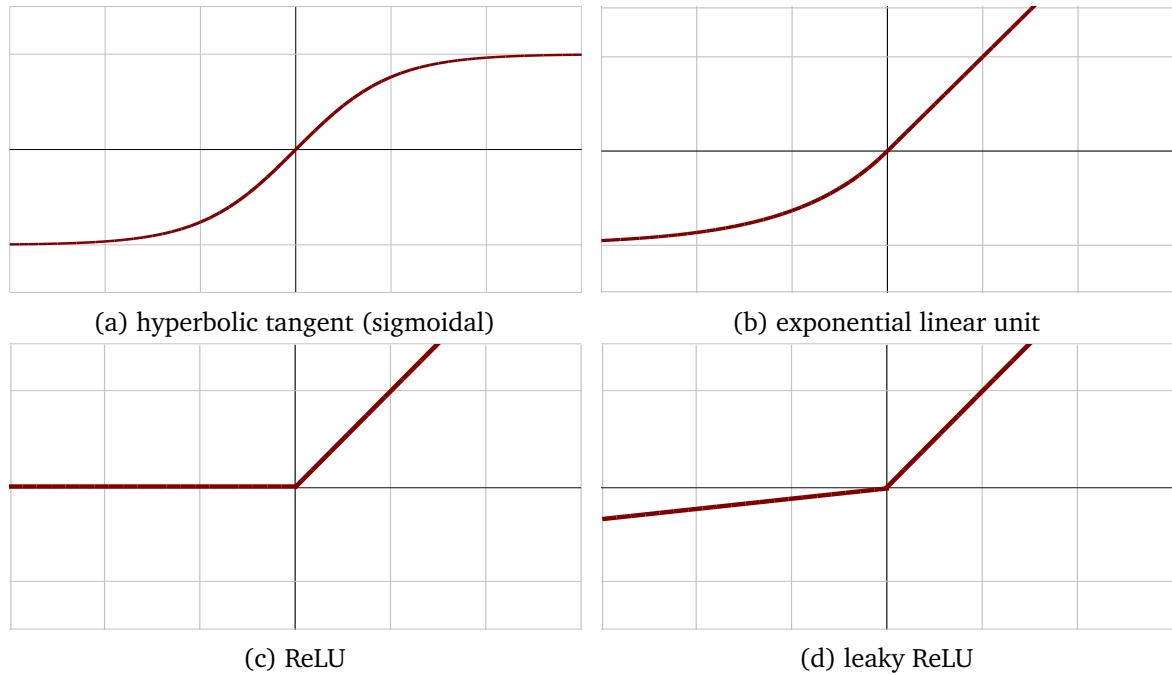 (a) hyperbolic tangent (sigmoidal)
(b) exponential linear unit
(c) ReLU
(d) leaky ReLU